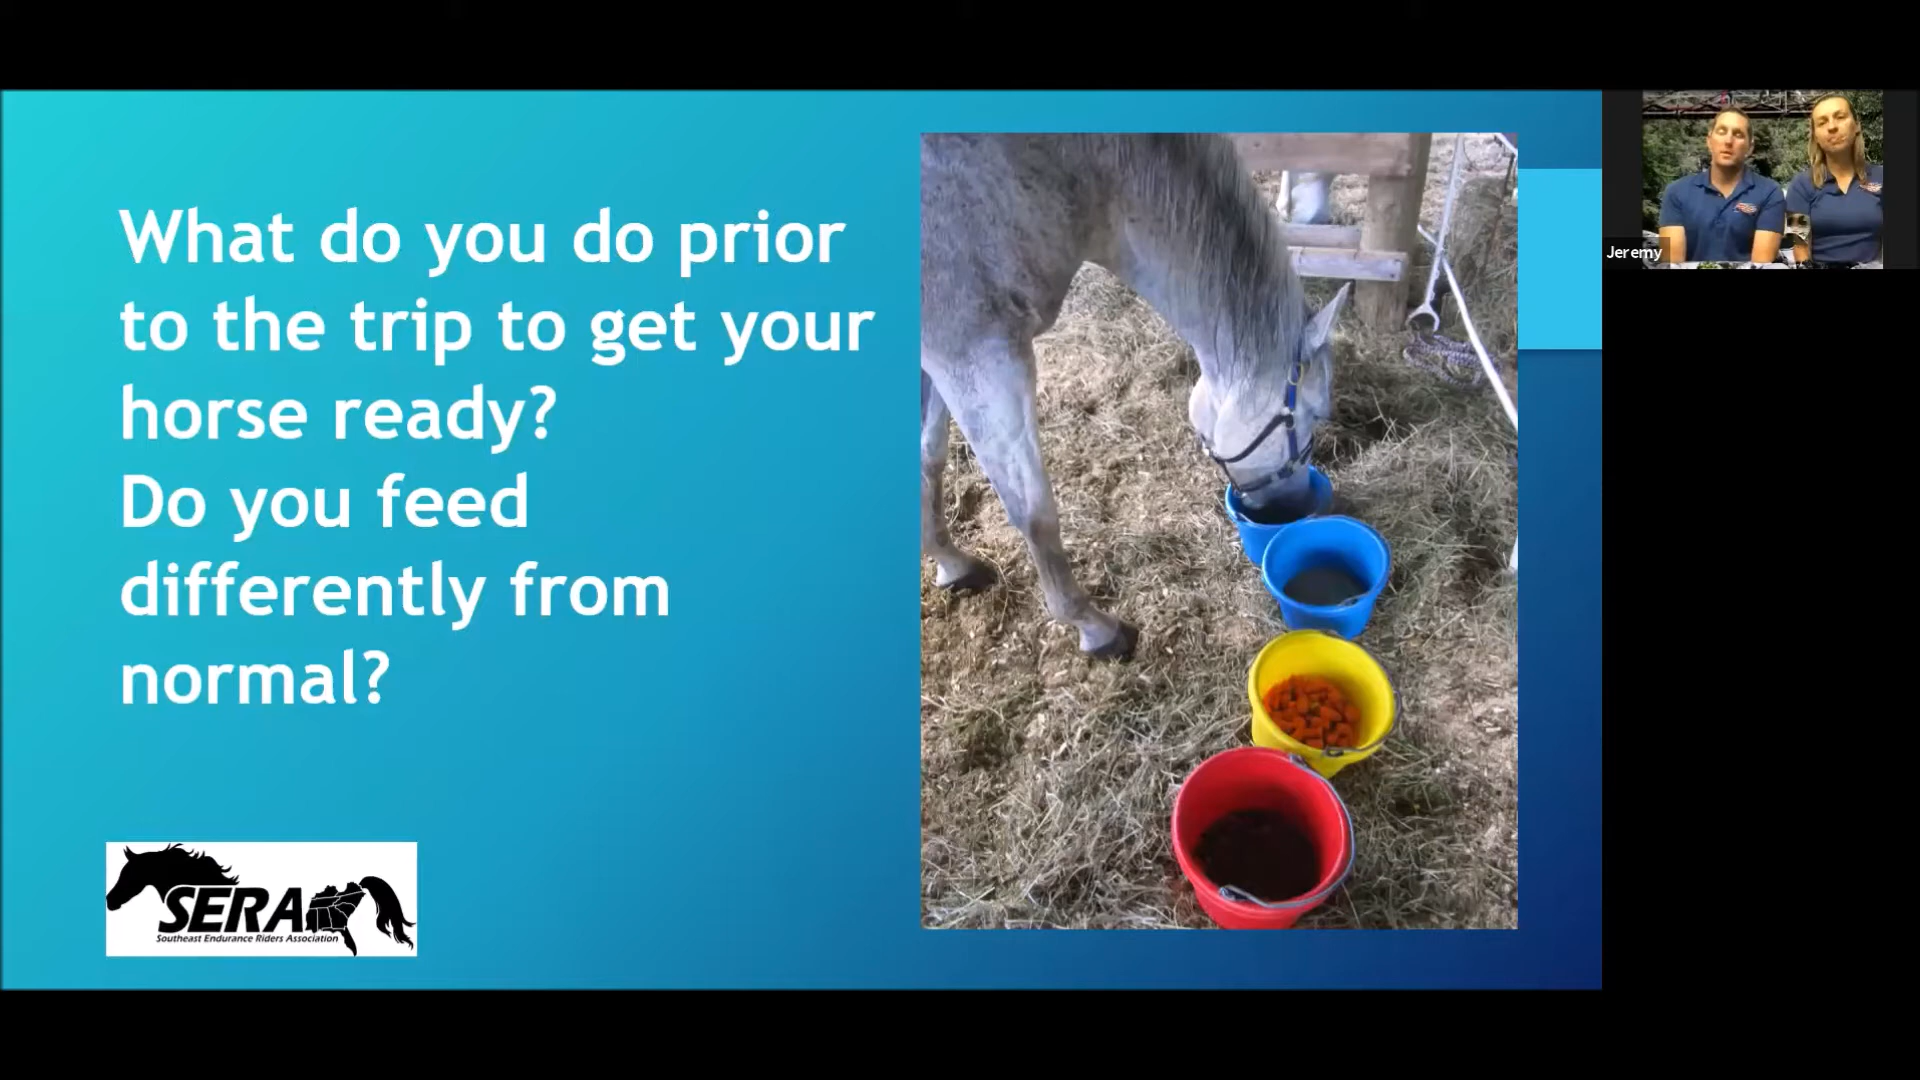 What do you do prior
to the trip to get your
horse ready?
Do you feed
differently from
normal?
SERA
Southeast Endurance Riders Association
Jeremy